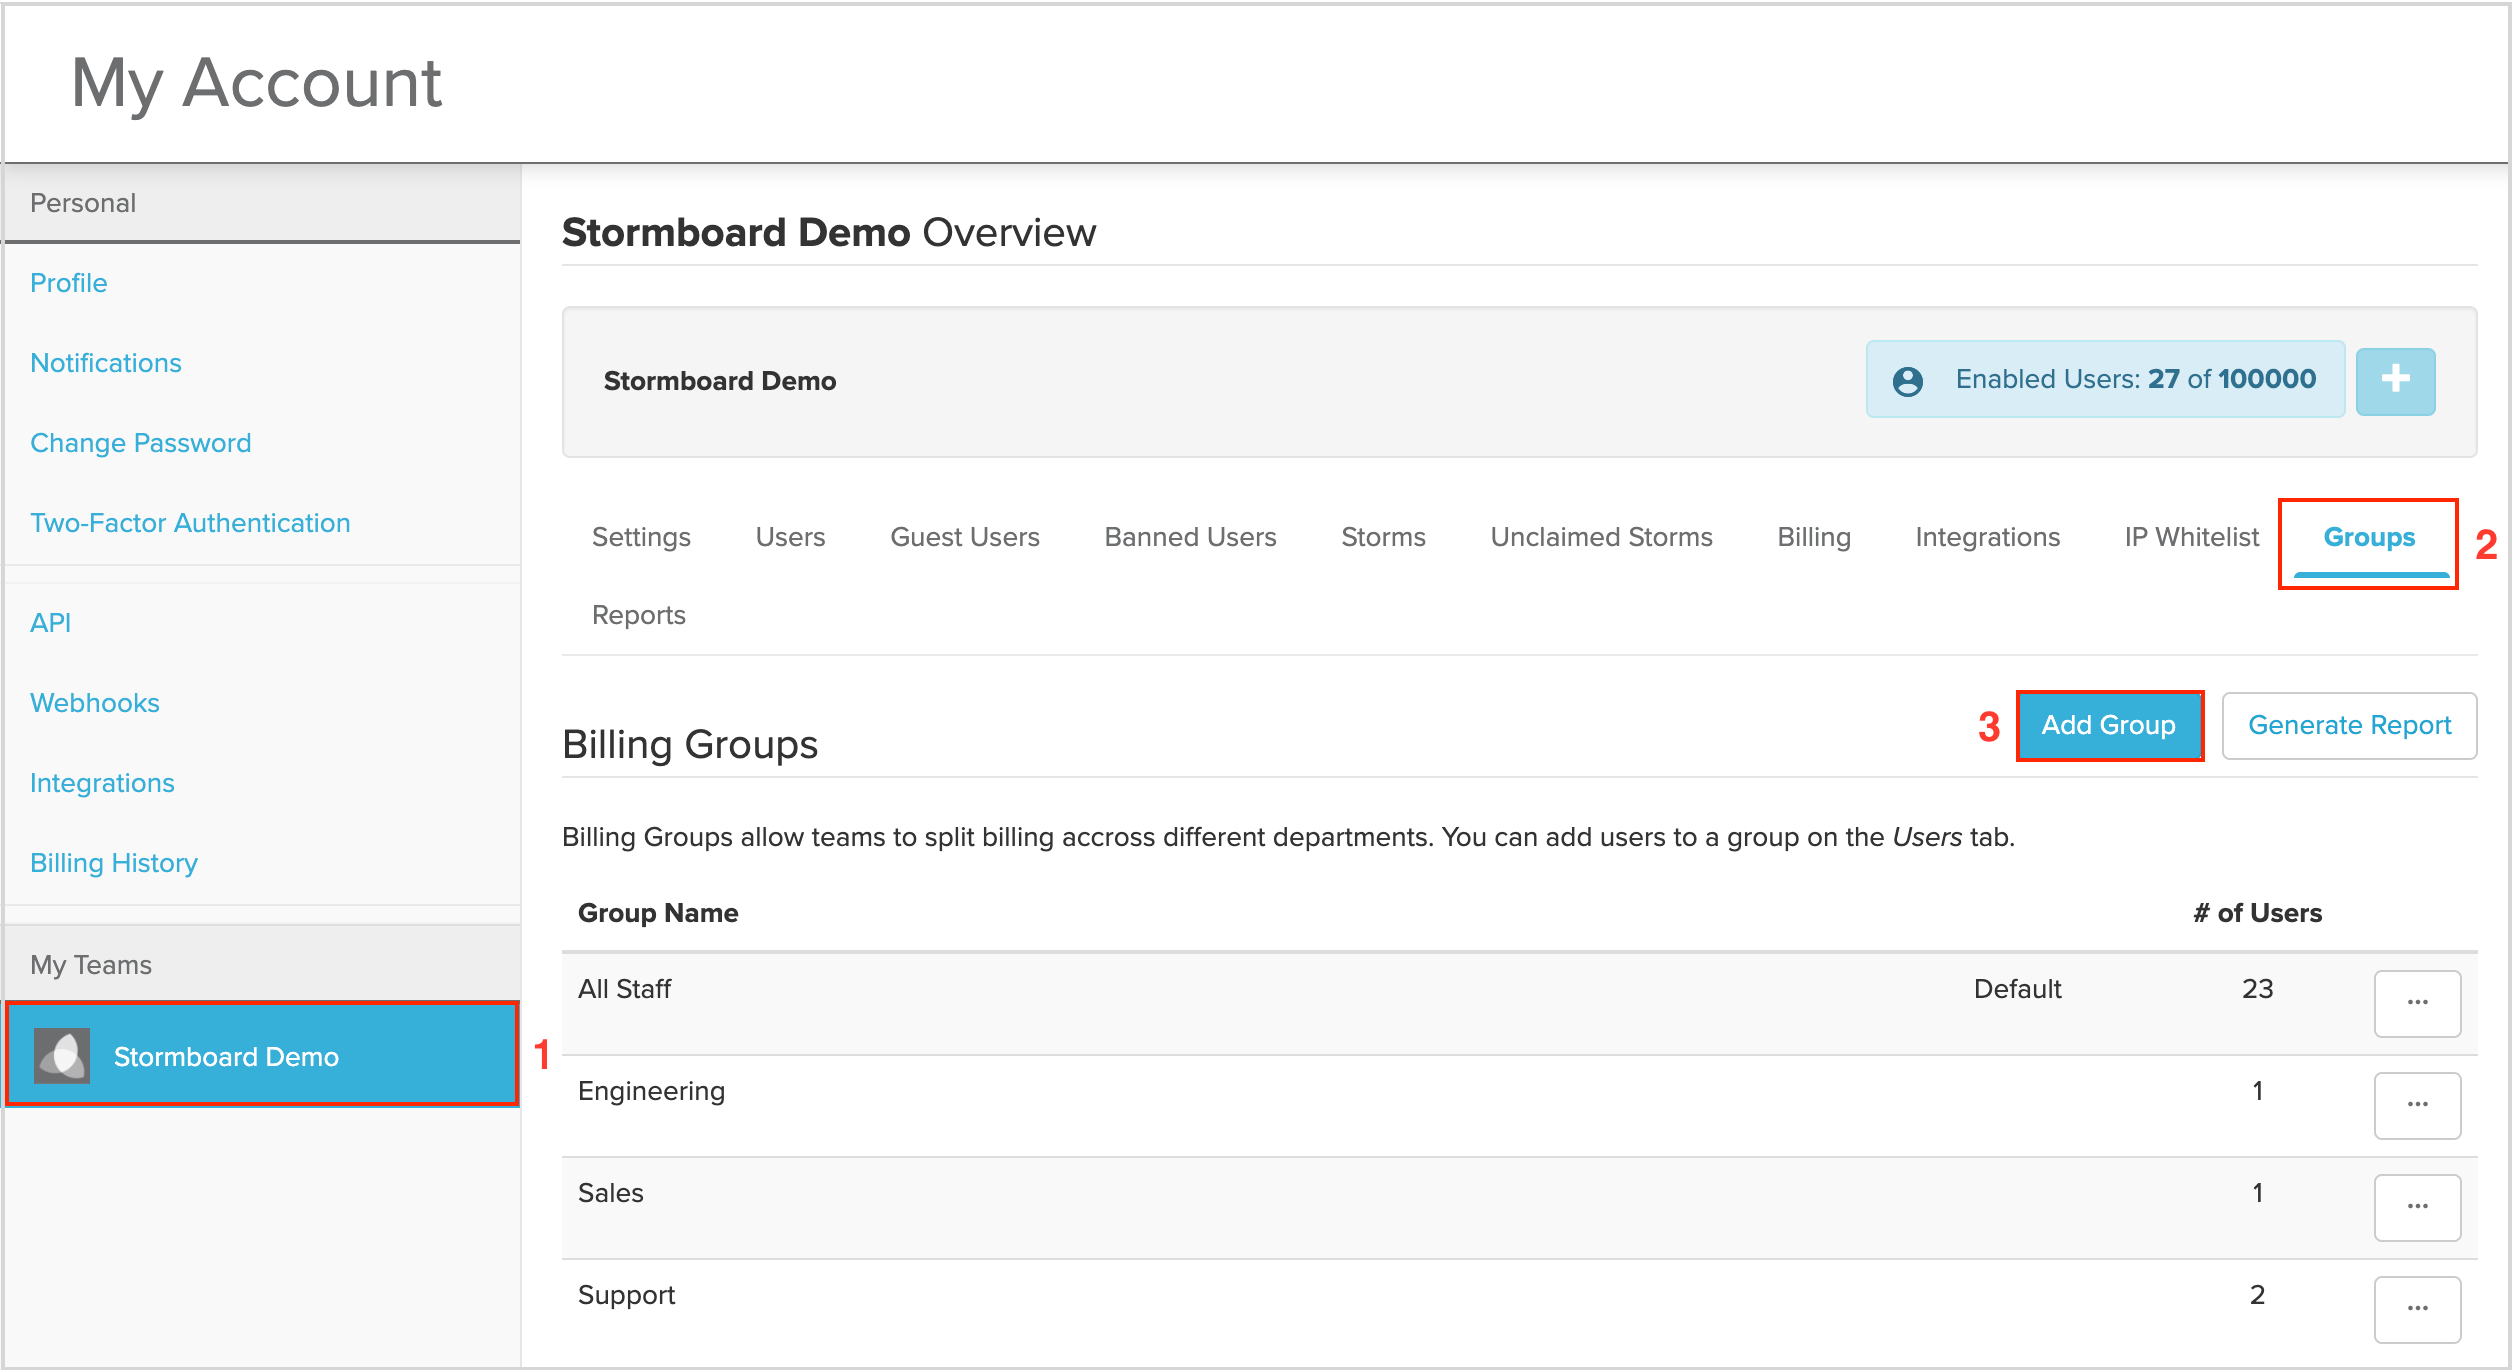 My Account
Personal
Profile
Notifications
Change Password
Two-Factor Authentication
API
Webhooks
Integrations
Billing History
My Teams
Stormboard Demo 1
Stormboard Demo Overview
Stormboard Demo Enabled Users: 27 of 100000 +
Settings Users Guest Users Banned Users Storms Unclaimed Storms Billing Integrations IP Whitelist Groups 2
Reports
3 Add Group Generate Report
Billing Groups
Billing Groups allow teams to split billing accross different departments. You can add users to a group on the Users tab.
Group Name # of Users
All Staff Default 23 ...
Engineering 1 ...
Sales 1 ...
Support 2 ...